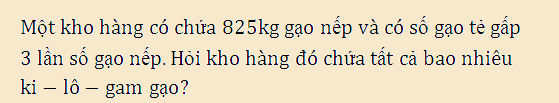 Một kho hàng có chứa 825kg gạo nếp và có số gạo tẻ gấp
3 lần số gạo nếp. Hỏi kho hàng đó chứa tất cả bao nhiêu
ki – lô – gam gạo?